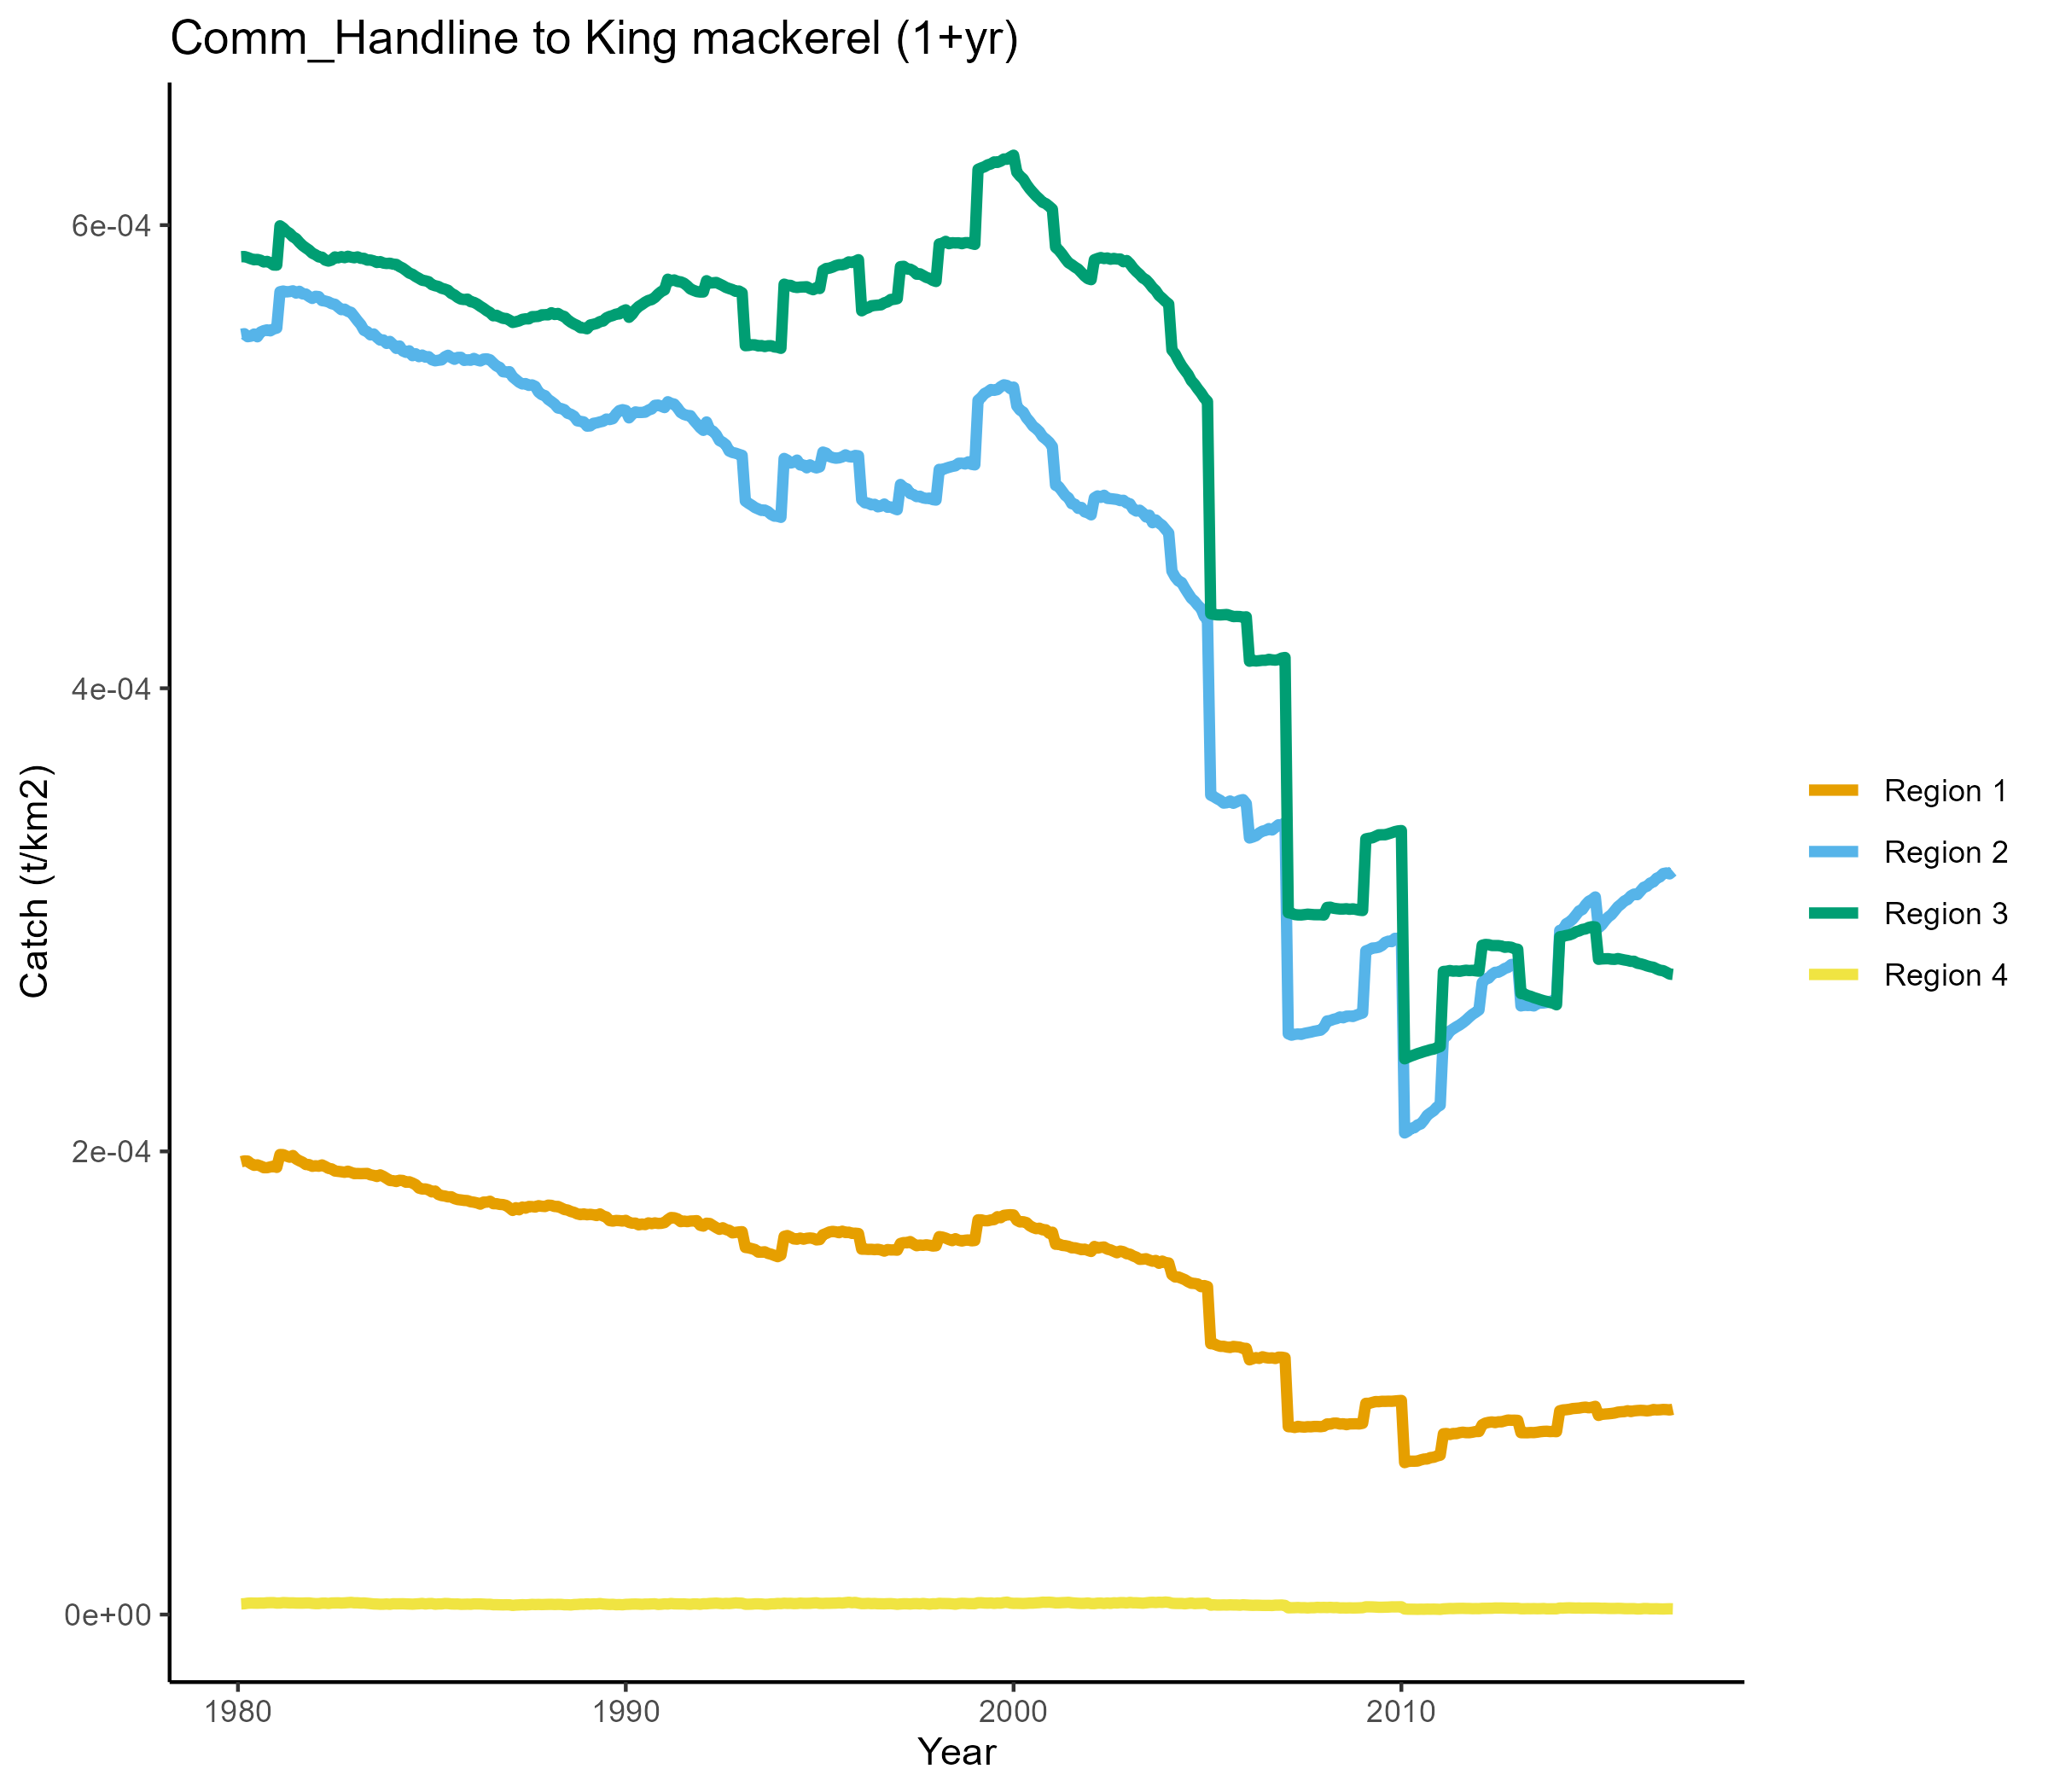 Comm_Handline to King mackerel (1+yr)
6e-04
4e-04
2e-04
0e+00
Catch (t/km2)
1980
1990
2000
2010
Year
Region 1
Region 2
Region 3
Region 4